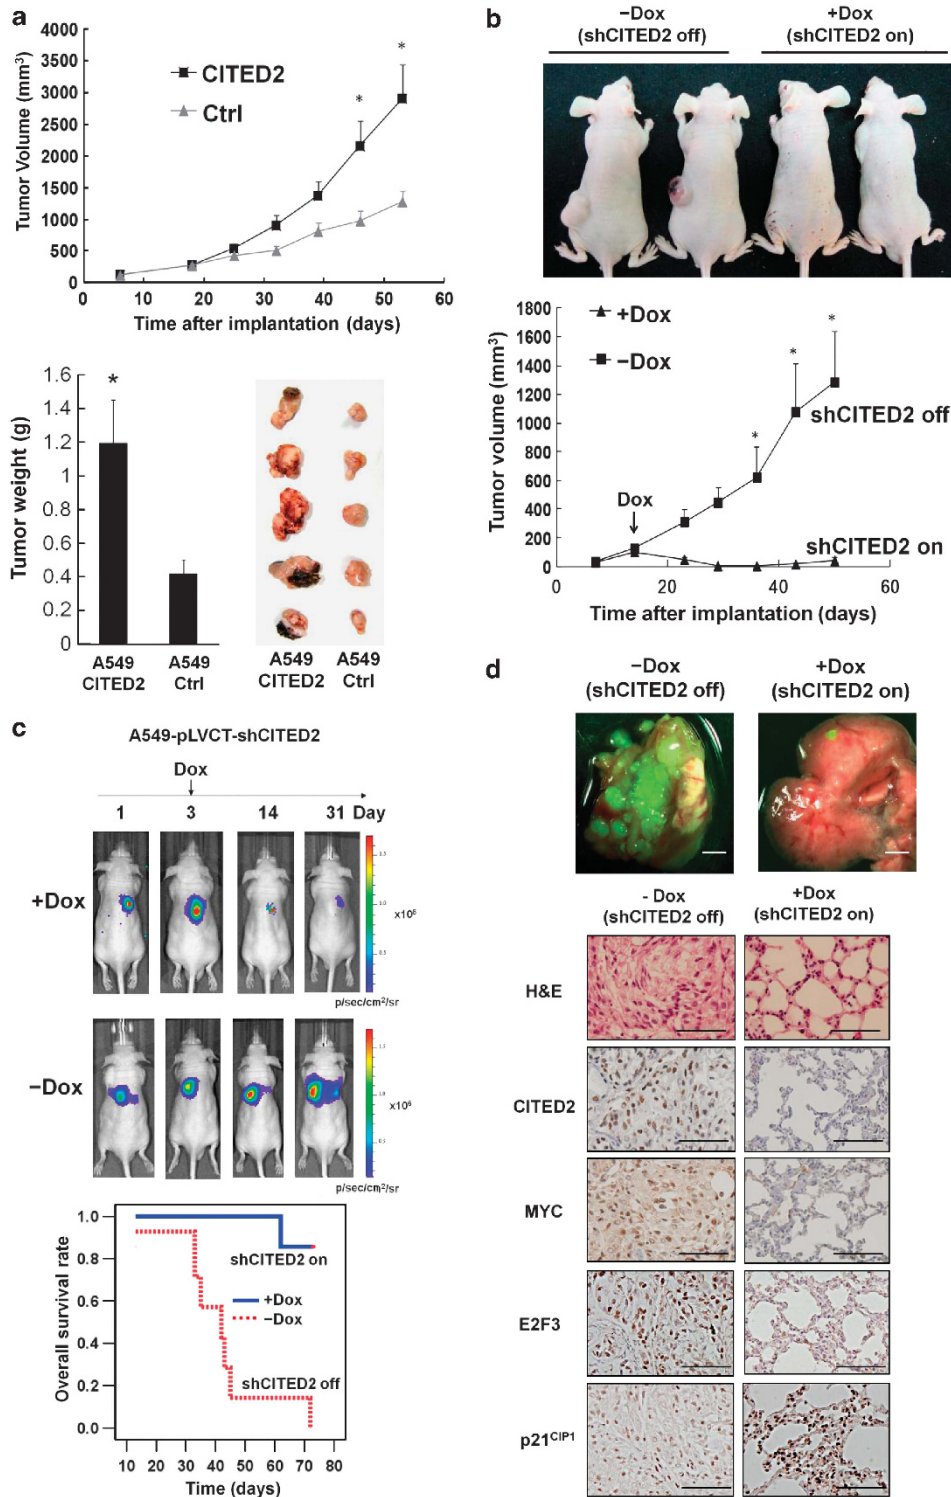 a
Tumor Volume (mm³)
4000
3500
3000
2500
2000
1500
1000
500
0
CITED2
Ctrl
*
*
0 10 20 30 40 50 60
Time after implantation (days)
Tumor weight (g)
1.6
1.4
1.2
1
0.8
0.6
0.4
0.2
0
*
A549 CITED2
A549 Ctrl
A549 CITED2
A549 Ctrl
b
−Dox
(shCITED2 off)
+Dox
(shCITED2 on)
Tumor volume (mm³)
1800
1600
1400
1200
1000
800
600
400
200
0
+Dox
−Dox
*
*
*
shCITED2 off
Dox
shCITED2 on
0 20 40 60
Time after implantation (days)
c
A549-pLVCT-shCITED2
Dox
1 3 14 31 Day
+Dox
x10⁶
p/sec/cm²/sr
−Dox
x10⁶
p/sec/cm²/sr
Overall survival rate
1.0
0.8
0.6
0.4
0.2
0.0
shCITED2 on
+Dox
−Dox
shCITED2 off
10 20 30 40 50 60 70 80
Time (days)
d
−Dox
(shCITED2 off)
+Dox
(shCITED2 on)
- Dox
(shCITED2 off)
+Dox
(shCITED2 on)
H&E
CITED2
MYC
E2F3
p21ᶜᴵᴾ¹